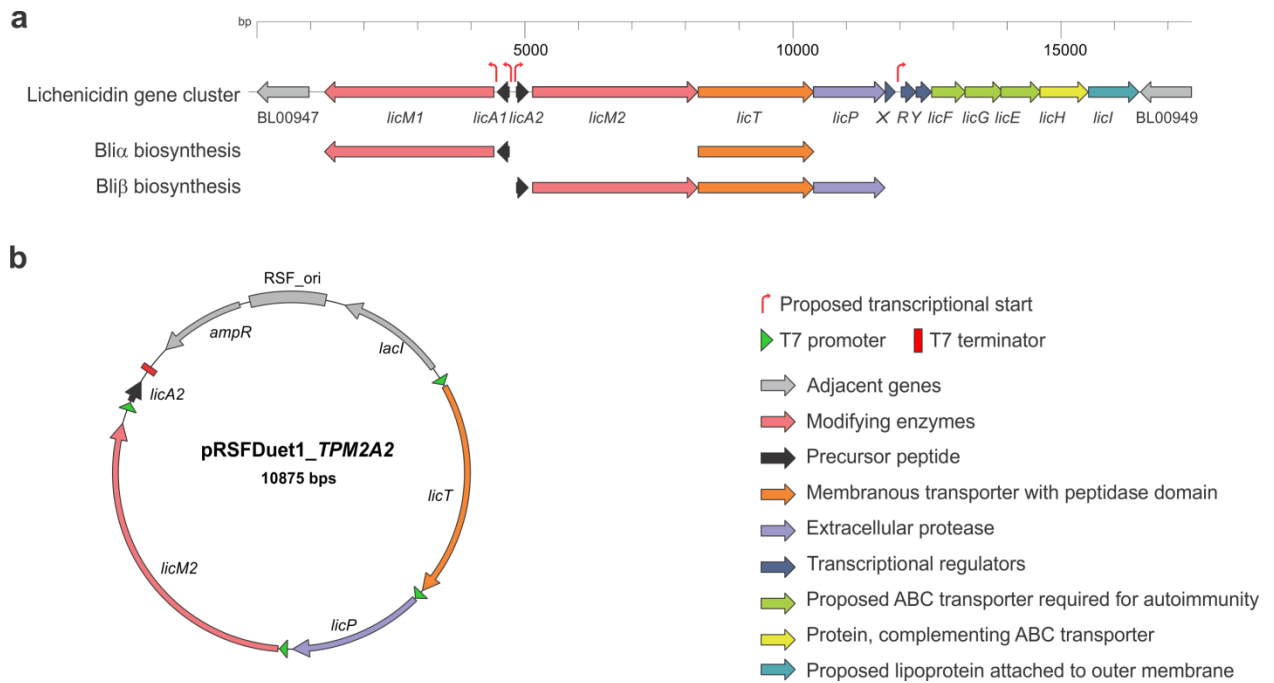 a
bp
5000 10000 15000
Lichenicidin gene cluster
BL00947 licM1 licA1 licA2 licM2 licT licP X R Y licF licG licE licH licI BL00949
Bliα biosynthesis
Bliβ biosynthesis
b
RSF_ori
ampR
lacI
licA2
pRSFDuet1_TPM2A2
10875 bps
licT
licM2
licP
Proposed transcriptional start
T7 promoter T7 terminator
Adjacent genes
Modifying enzymes
Precursor peptide
Membranous transporter with peptidase domain
Extracellular protease
Transcriptional regulators
Proposed ABC transporter required for autoimmunity
Protein, complementing ABC transporter
Proposed lipoprotein attached to outer membrane